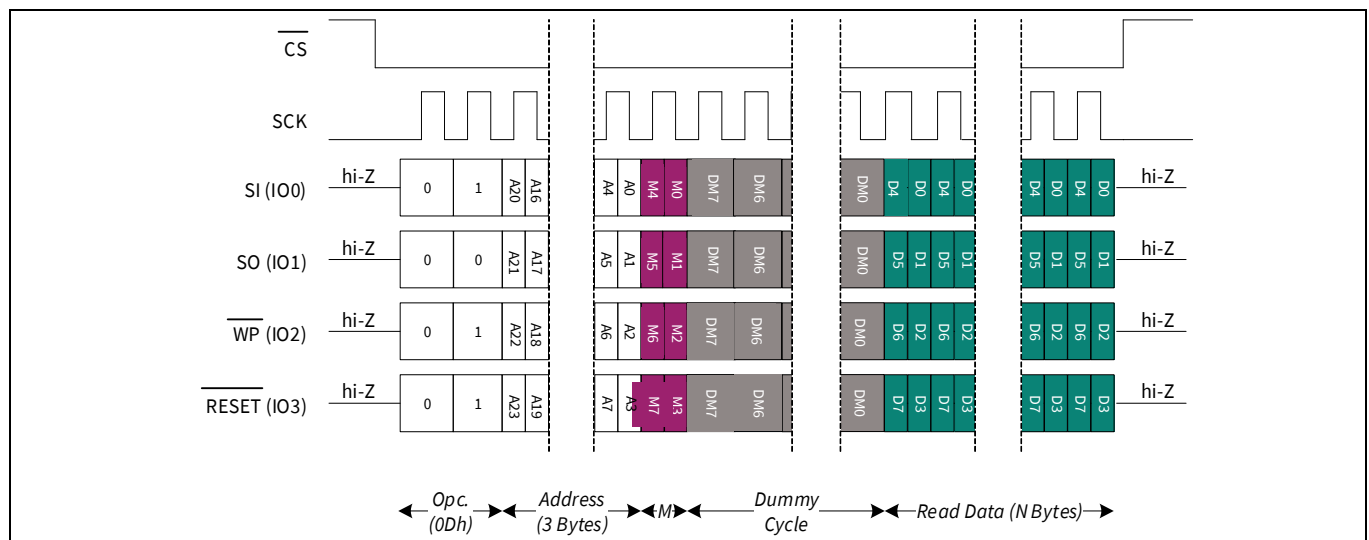 CS
SCK
SI (IO0) hi-Z 0 1 A20 A16 A4 A0 M4 M0 DM7 DM6 DM0 D4 D0 D4 D0 D4 D0 D4 D0 hi-Z
SO (IO1) hi-Z 0 0 A21 A17 A5 A1 M5 M1 DM7 DM6 DM0 D5 D1 D5 D1 D5 D1 D5 D1 hi-Z
WP (IO2) hi-Z 0 1 A22 A18 A6 A2 M6 M2 DM7 DM6 DM0 D6 D2 D6 D2 D6 D2 D6 D2 hi-Z
RESET (IO3) hi-Z 0 1 A23 A19 A7 A3 M7 M3 DM7 DM6 DM0 D7 D3 D7 D3 D7 D3 D7 D3 hi-Z
Opc. Address M Dummy Read Data (N Bytes)
(0Dh) (3 Bytes) Cycle